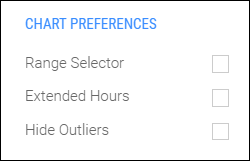 CHART PREFERENCES
Range Selector
Extended Hours
Hide Outliers